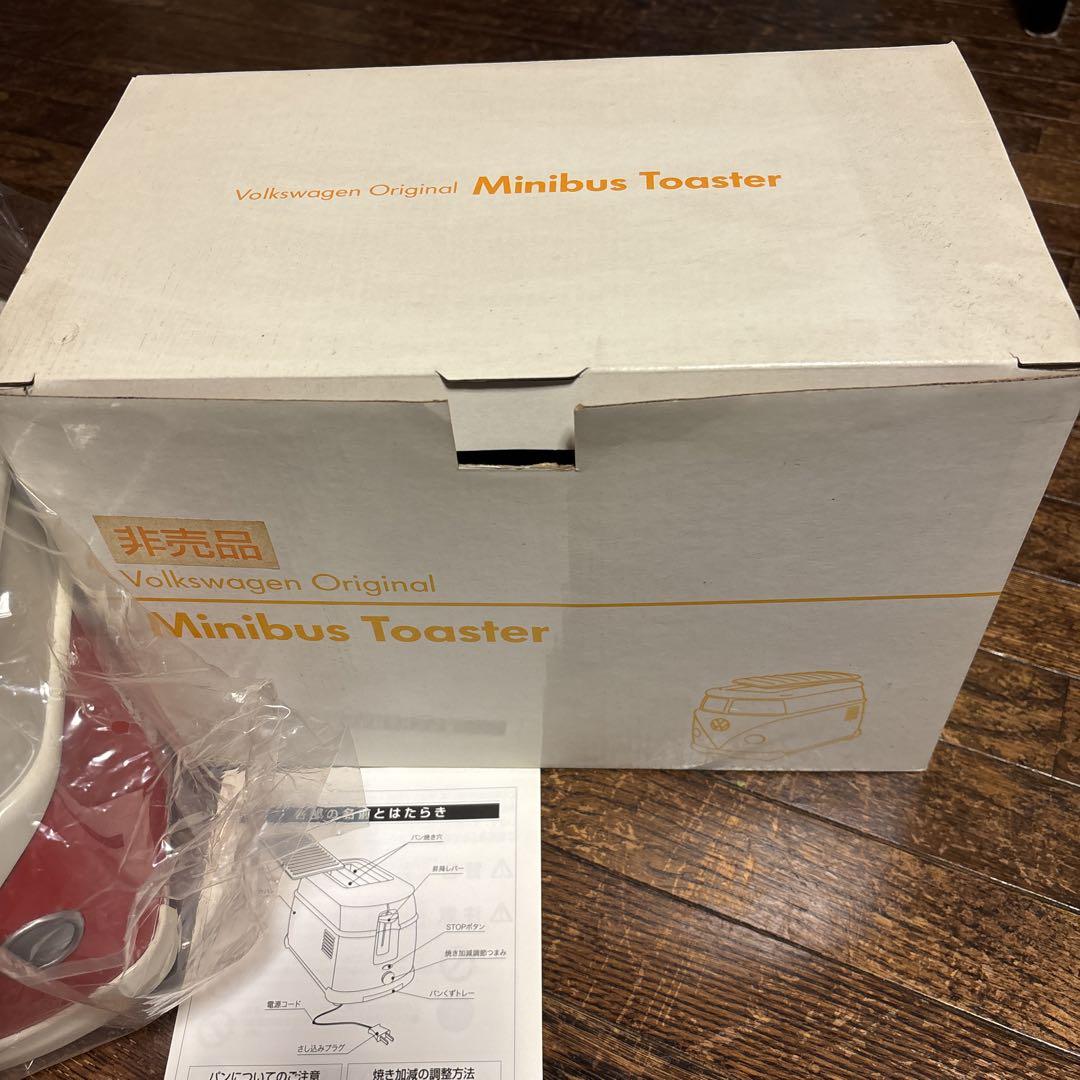 Volkswagen Original Minibus Toaster
非売品
Volkswagen Original
Minibus Toaster
の名前とはたらき
パン焼き穴
昇降レバー
STOPボタン
焼き加減調節つまみ
パンくずトレー
電源コード
さし込みプラグ
パンについてのご注意
焼き加減の調整方法